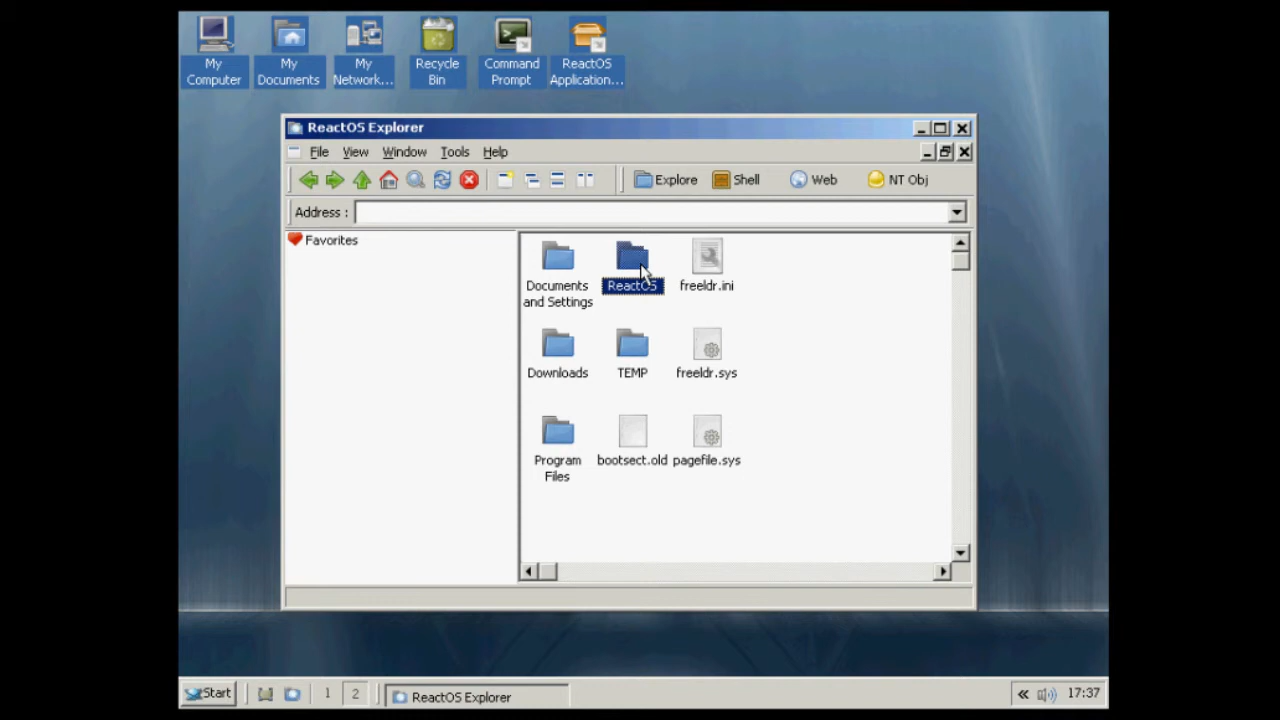 My
Computer
My
Documents
My
Network...
Recycle
Bin
Command
Prompt
ReactOS
Application...
ReactOS Explorer
File View Window Tools Help
Explore Shell Web NT Obj
Address :
Favorites
Documents
and Settings
ReactOS
freeldr.ini
Downloads
TEMP
freeldr.sys
Program
Files
bootsect.old
pagefile.sys
Start 1 2 ReactOS Explorer « 17:37